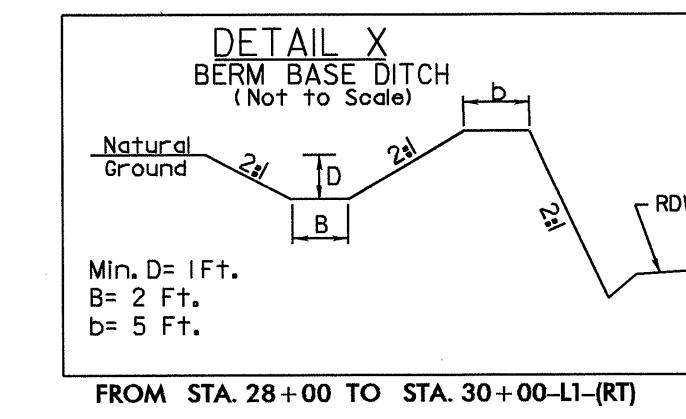 DETAIL X
BERM BASE DITCH
(Not to Scale)
b
Natural
Ground
2:1
D
2:1
B
2:1
Min. D= 1Ft.
B= 2 Ft.
b= 5 Ft.
FROM STA. 28+00 TO STA. 30+00-L1-(RT)